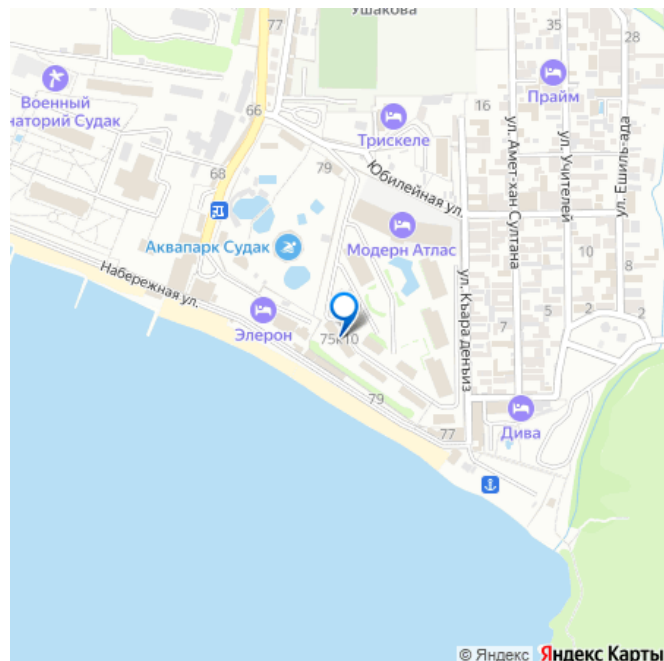 Ушакова
77
35
28
Военный
наторий Судак
66
Прайм
16
Трискеле
79
Юбилейная ул.
68
ул. Амет-хан Султана
ул. Учителей
ул. Ешиль-ада
Аквапарк Судак
Модерн Атлас
10
8
Набережная ул.
ул. Къара денъиз
Элерон
75к10
7
5
2
2
79
77
Дива
© Яндекс Яндекс Карты